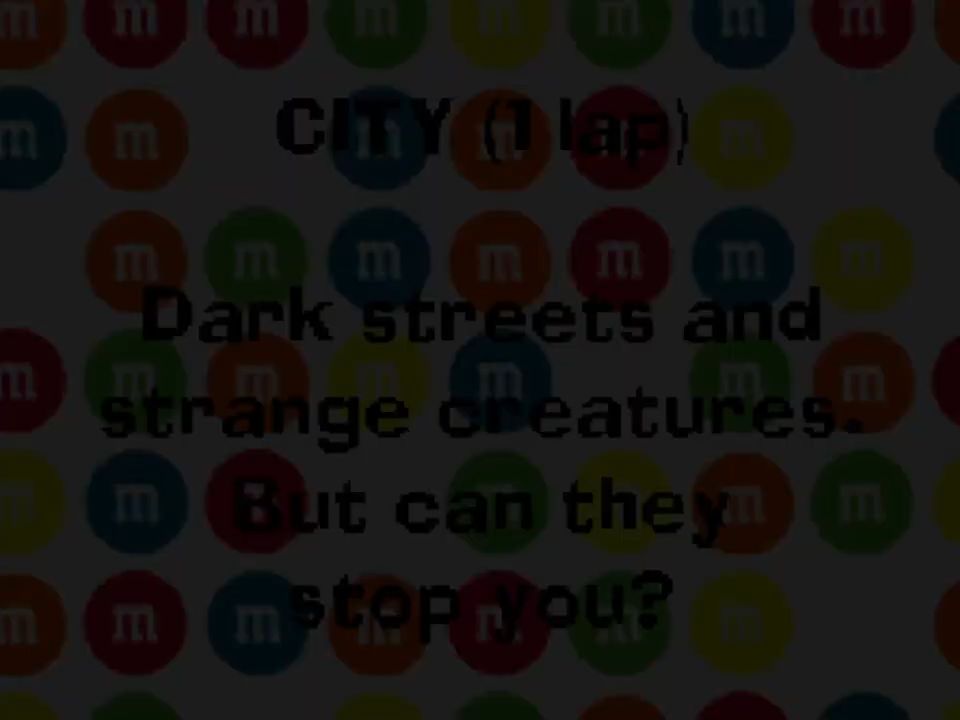 CITY (1 lap)
Dark streets and
strange creatures.
But can they
stop you?